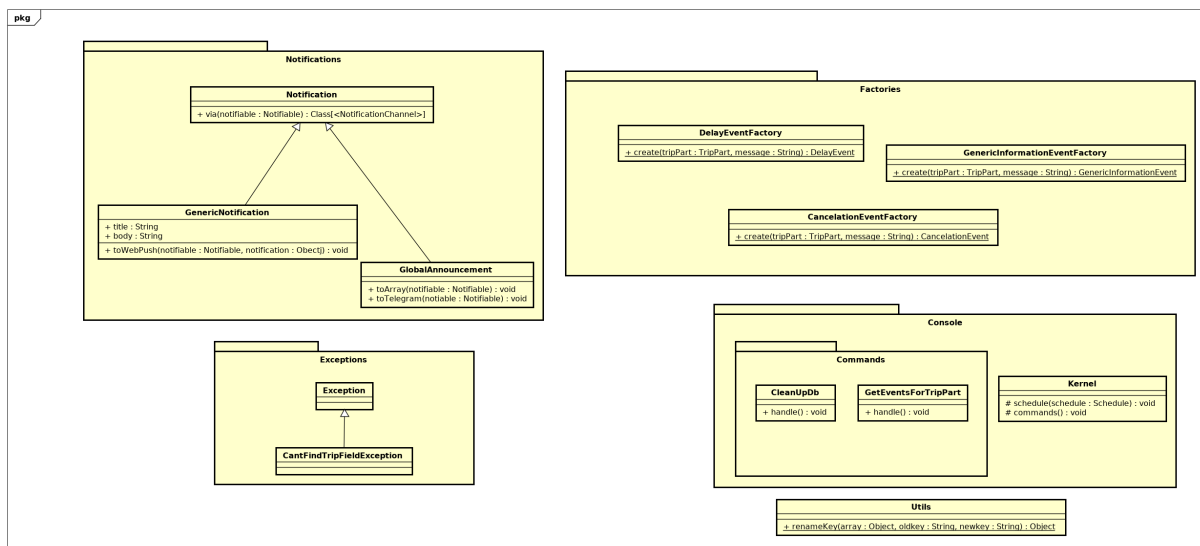 pkg
Notifications
Notification
+ via(notifiable : Notifiable) : Class[<NotificationChannel>]
GenericNotification
+ title : String
+ body : String
+ toWebPush(notifiable : Notifiable, notification : Obectj) : void
GlobalAnnouncement
+ toArray(notifiable : Notifiable) : void
+ toTelegram(notiable : Notifiable) : void
Factories
DelayEventFactory
+ create(tripPart : TripPart, message : String) : DelayEvent
GenericInformationEventFactory
+ create(tripPart : TripPart, message : String) : GenericInformationEvent
CancelationEventFactory
+ create(tripPart : TripPart, message : String) : CancelationEvent
Exceptions
Exception
CantFindTripFieldException
Console
Commands
CleanUpDb
+ handle() : void
GetEventsForTripPart
+ handle() : void
Kernel
# schedule(schedule : Schedule) : void
# commands() : void
Utils
+ renameKey(array : Object, oldkey : String, newkey : String) : Object